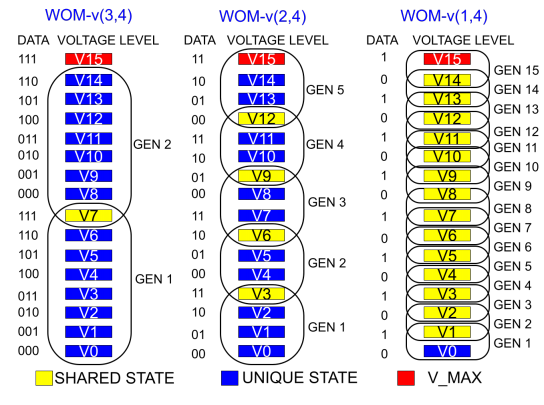 WOM-v(3,4)
DATA VOLTAGE LEVEL
111 V15
110 V14
101 V13
100 V12
011 V11
GEN 2
010 V10
001 V9
000 V8
111 V7
110 V6
101 V5
100 V4
GEN 1
011 V3
010 V2
001 V1
000 V0
WOM-v(2,4)
DATA VOLTAGE LEVEL
11 V15
10 V14
GEN 5
01 V13
00 V12
11 V11
GEN 4
10 V10
01 V9
00 V8
GEN 3
11 V7
10 V6
01 V5
GEN 2
00 V4
11 V3
10 V2
GEN 1
01 V1
00 V0
WOM-v(1,4)
DATA VOLTAGE LEVEL
1 V15
GEN 15
0 V14
GEN 14
1 V13
GEN 13
0 V12
GEN 12
1 V11
GEN 11
0 V10
GEN 10
1 V9
GEN 9
0 V8
GEN 8
1 V7
GEN 7
0 V6
GEN 6
1 V5
GEN 5
0 V4
GEN 4
1 V3
GEN 3
0 V2
GEN 2
1 V1
GEN 1
0 V0
SHARED STATE
UNIQUE STATE
V_MAX